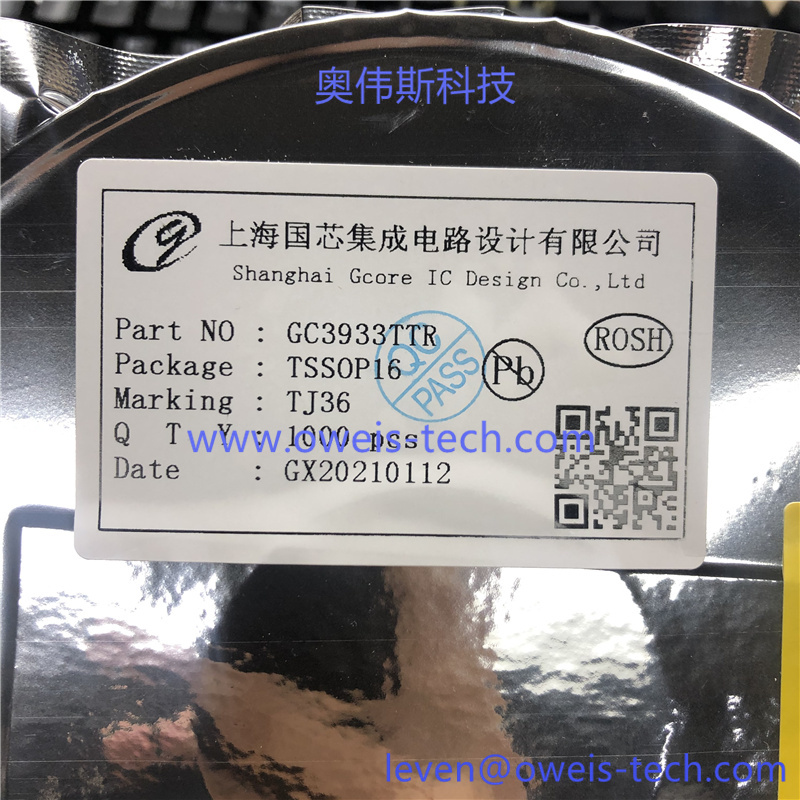 奥伟斯科技
上海国芯集成电路设计有限公司
Shanghai Gcore IC Design Co.,Ltd
Part NO : GC3933TTR
ROSH
Package : TSSOP16
QC
PASS
Pb
Marking : TJ36
Q T Y : 1000 pcs
www.oweis-tech.com
Date : GX20210112
leven@oweis-tech.com